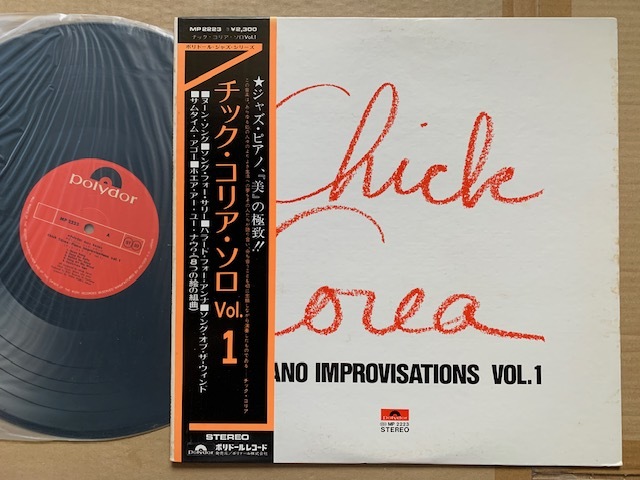 polydor
MP 2223
A
MP 2223 ¥2,300
チック・コリア・ソロVol.1
ポリドール・ジャズ・シリーズ
★ジャズ・ピアノ、『美』の極致!!
チック・コリア・ソロ
Vol.
1
■ヌーン・ソング■ソング・フォー・サリー■バラード・フォー・アンナ■ソング・オブ・ザ・ウィンド
■サムタイム・アゴー■ホエア・アー・ユー・ナウ?(8つの絵の組曲)
STEREO
polydor
ポリドールレコード
Chick
Corea
ANO IMPROVISATIONS VOL.1
polydor
MP 2223
STEREO